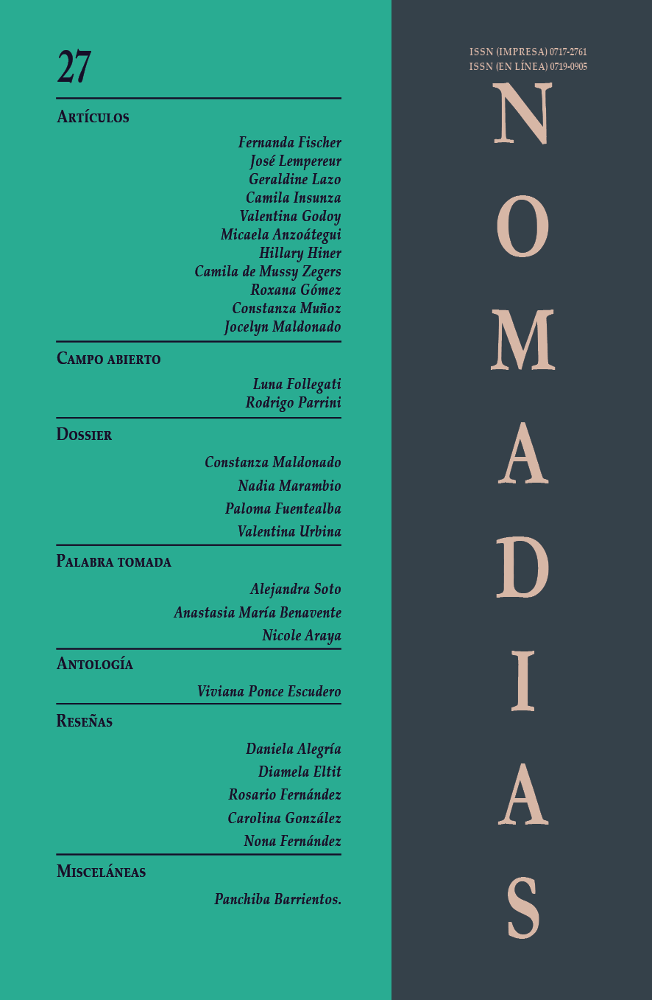 27
ARTÍCULOS
Fernanda Fischer
José Lempereur
Geraldine Lazo
Camila Insunza
Valentina Godoy
Micaela Anzoátegui
Hillary Hiner
Camila de Mussy Zegers
Roxana Gómez
Constanza Muñoz
Jocelyn Maldonado
CAMPO ABIERTO
Luna Follegati
Rodrigo Parrini
DOSSIER
Constanza Maldonado
Nadia Marambio
Paloma Fuentealba
Valentina Urbina
PALABRA TOMADA
Alejandra Soto
Anastasia María Benavente
Nicole Araya
ANTOLOGÍA
Viviana Ponce Escudero
RESEÑAS
Daniela Alegría
Diamela Eltit
Rosario Fernández
Carolina González
Nona Fernández
MISCELÁNEAS
Panchiba Barrientos.
ISSN (IMPRESA) 0717-2761
ISSN (EN LÍNEA) 0719-0905
N
O
M
A
D
I
A
S